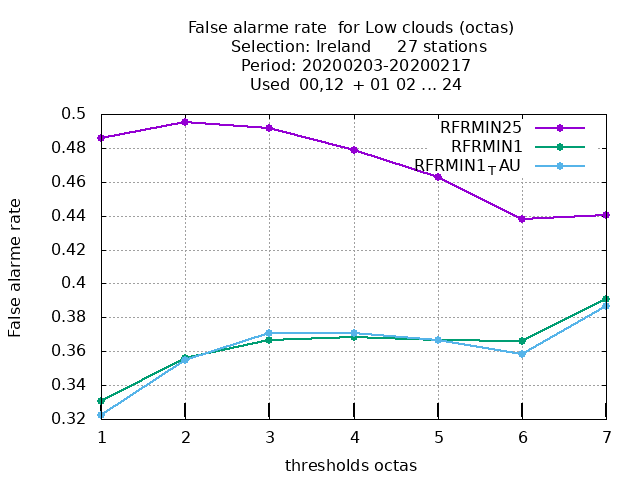 False alarme rate  for Low clouds (octas)
Selection: Ireland     27 stations
Period: 20200203-20200217
Used  00,12  + 01 02 ... 24
RFRMIN25
RFRMIN1
RFRMIN1TAU
False alarme rate
0.5
0.48
0.46
0.44
0.42
0.4
0.38
0.36
0.34
0.32
1 2 3 4 5 6 7
thresholds octas